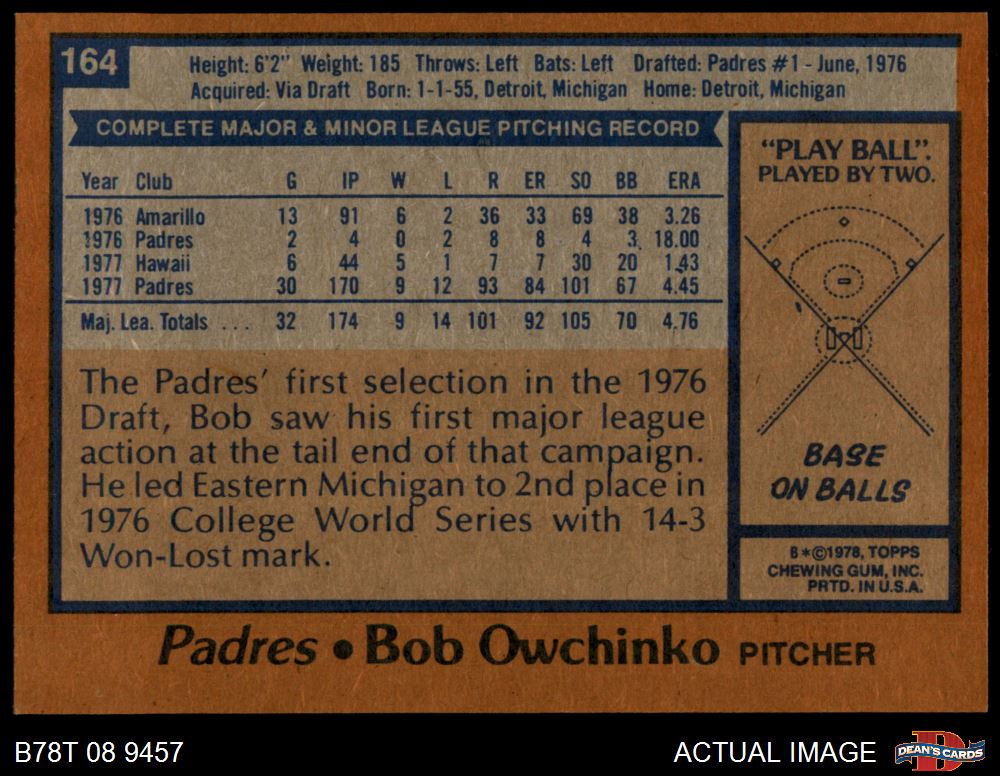 164
Height: 6'2" Weight: 185 Throws: Left Bats: Left Drafted: Padres #1 - June, 1976
Acquired: Via Draft Born: 1-1-55, Detroit, Michigan Home: Detroit, Michigan
COMPLETE MAJOR & MINOR LEAGUE PITCHING RECORD
Year Club G IP W L R ER SO BB ERA
1976 Amarillo 13 91 6 2 36 33 69 38 3.26
1976 Padres 2 4 0 2 8 8 4 3 18.00
1977 Hawaii 6 44 5 1 7 7 30 20 1.43
1977 Padres 30 170 9 12 93 84 101 67 4.45
Maj. Lea. Totals ... 32 174 9 14 101 92 105 70 4.76
The Padres' first selection in the 1976
Draft, Bob saw his first major league
action at the tail end of that campaign.
He led Eastern Michigan to 2nd place in
1976 College World Series with 14-3
Won-Lost mark.
"PLAY BALL".
PLAYED BY TWO.
BASE
ON BALLS
B*©1978, TOPPS
CHEWING GUM, INC.
PRTD. IN U.S.A.
Padres • Bob Owchinko PITCHER
B78T 08 9457
ACTUAL IMAGE
DEAN'S CARDS